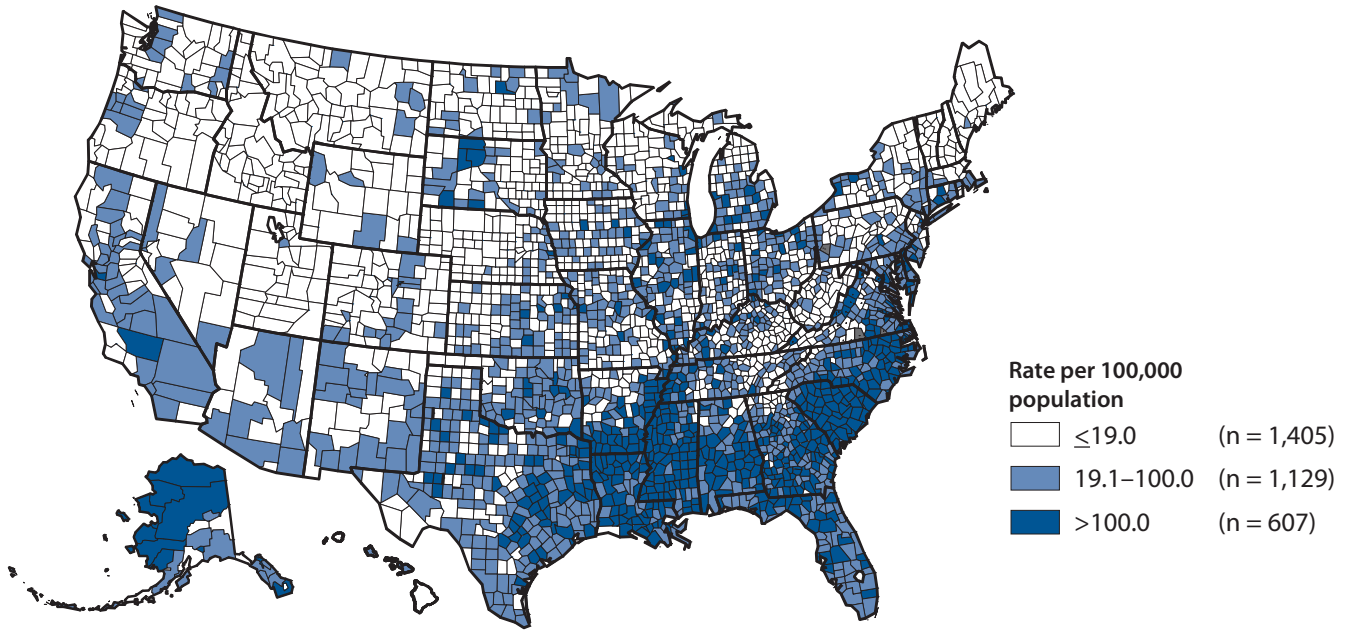 Rate per 100,000
population
≤19.0 (n = 1,405)
19.1–100.0 (n = 1,129)
>100.0 (n = 607)